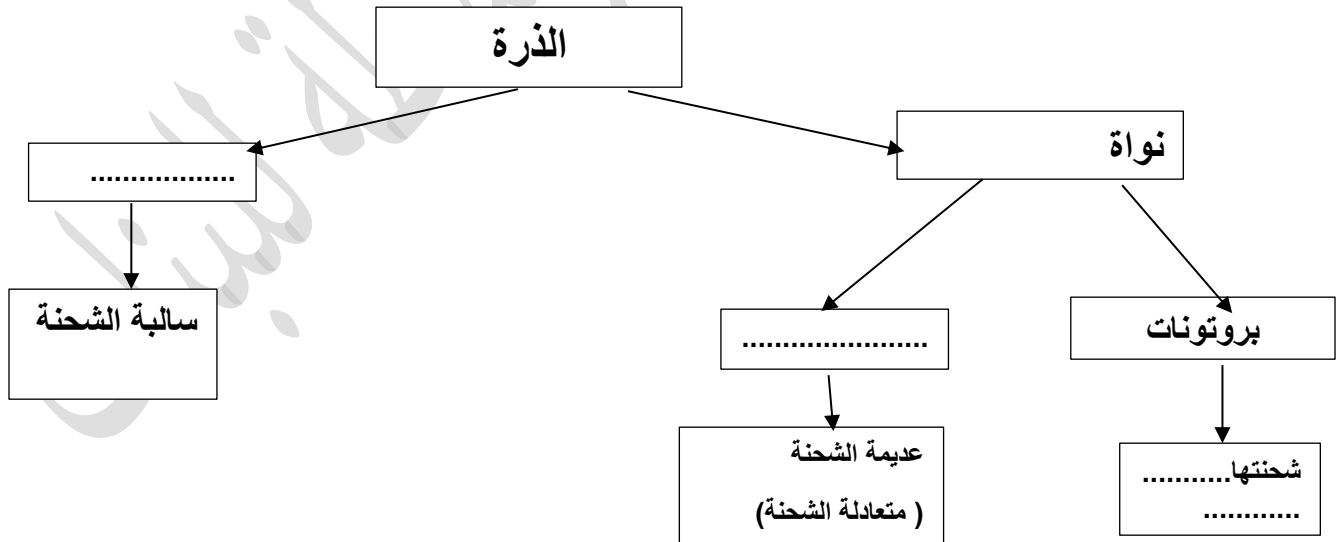 الذرة
نواة
..................
سالبة الشحنة
.......................
بروتونات
عديمة الشحنة
( متعادلة الشحنة)
شحنتها...........
............